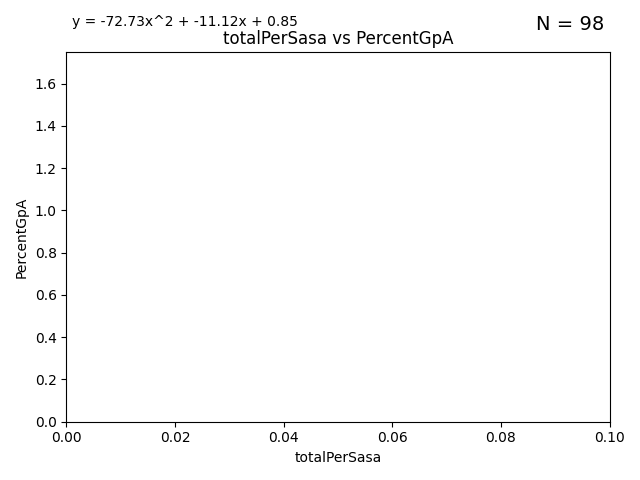 y = -72.73x^2 + -11.12x + 0.85
N = 98
totalPerSasa vs PercentGpA
1.6
1.4
1.2
1.0
0.8
0.6
0.4
0.2
0.0
PercentGpA
0.00 0.02 0.04 0.06 0.08 0.10
totalPerSasa